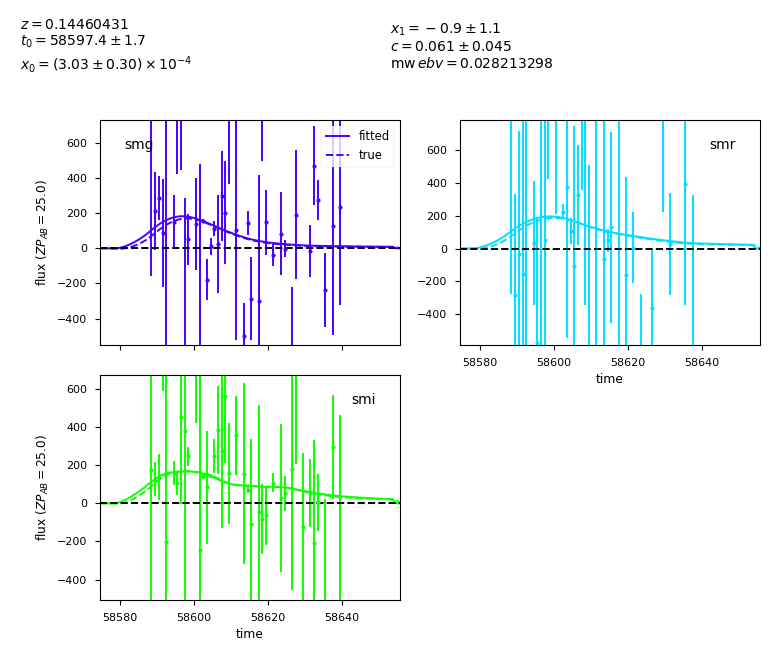 z = 0.14460431
t₀ = 58597.4 ± 1.7
x₀ = (3.03 ± 0.30) × 10⁻⁴
x₁ = −0.9 ± 1.1
c = 0.061 ± 0.045
mw ebv = 0.028213298
smg
fitted
true
flux (ZP_AB = 25.0)
600
400
200
0
−200
−400
smr
600
400
200
0
−200
−400
58580 58600 58620 58640
time
smi
flux (ZP_AB = 25.0)
600
400
200
0
−200
−400
58580 58600 58620 58640
time